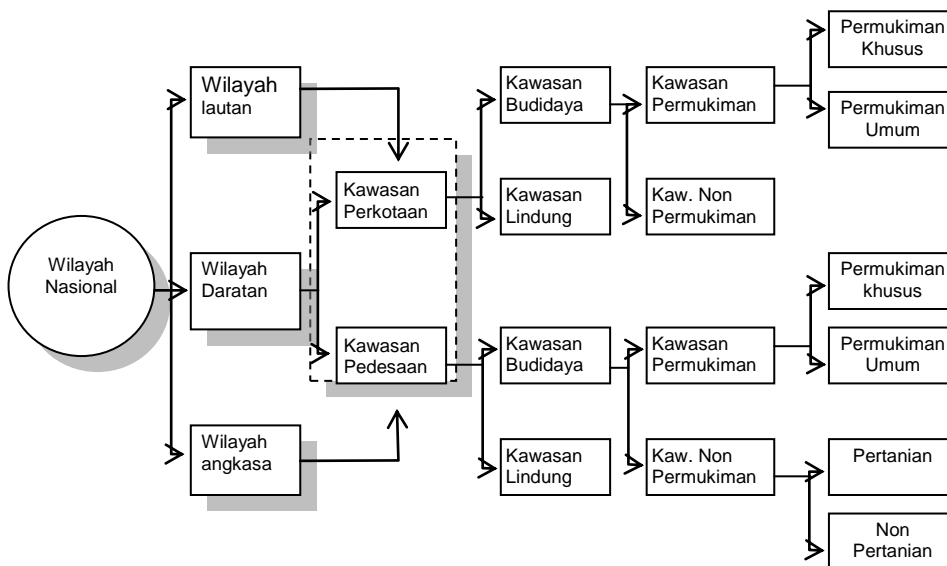 Wilayah
Nasional
Wilayah
lautan
Wilayah
Daratan
Wilayah
angkasa
Kawasan
Perkotaan
Kawasan
Pedesaan
Kawasan
Budidaya
Kawasan
Lindung
Kawasan
Permukiman
Kaw. Non
Permukiman
Permukiman
Khusus
Permukiman
Umum
Kawasan
Budidaya
Kawasan
Lindung
Kawasan
Permukiman
Kaw. Non
Permukiman
Permukiman
khusus
Permukiman
Umum
Pertanian
Non
Pertanian